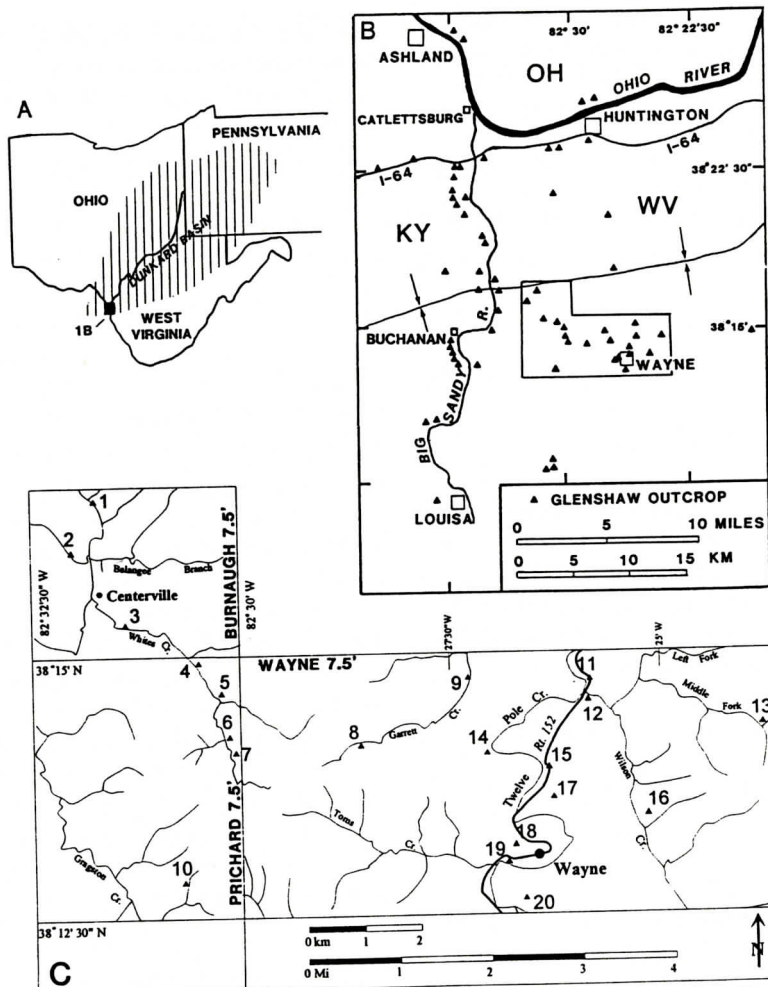 A
PENNSYLVANIA
OHIO
DUNKARD BASIN
WEST
VIRGINIA
1B
B
82° 30'
82° 22' 30"
ASHLAND
OH
OHIO RIVER
CATLETTSBURG
HUNTINGTON
I-64
I-64
38° 22' 30"
KY
WV
BUCHANAN
38° 15'
WAYNE
BIG SANDY R.
LOUISA
▲ GLENSHAW OUTCROP
0 5 10 MILES
0 5 10 15 KM
1
2
Balangee Branch
Centerville
3
Whites Cr.
82° 32'30" W
BURNAUGH 7.5'
82° 30' W
38° 15' N
4
WAYNE 7.5'
27'30" W
25' W
5
6
7
8
Garrett Cr.
9
Pole Cr.
11
12
Left Fork
Middle Fork
13
14
Rt. 152
15
Twelve
17
Wilson Cr.
16
Toms Cr.
18
19
Wayne
20
PRICHARD 7.5'
Gragston Cr.
10
38° 12' 30" N
0 km 1 2
0 Mi 1 2 3 4
N
C